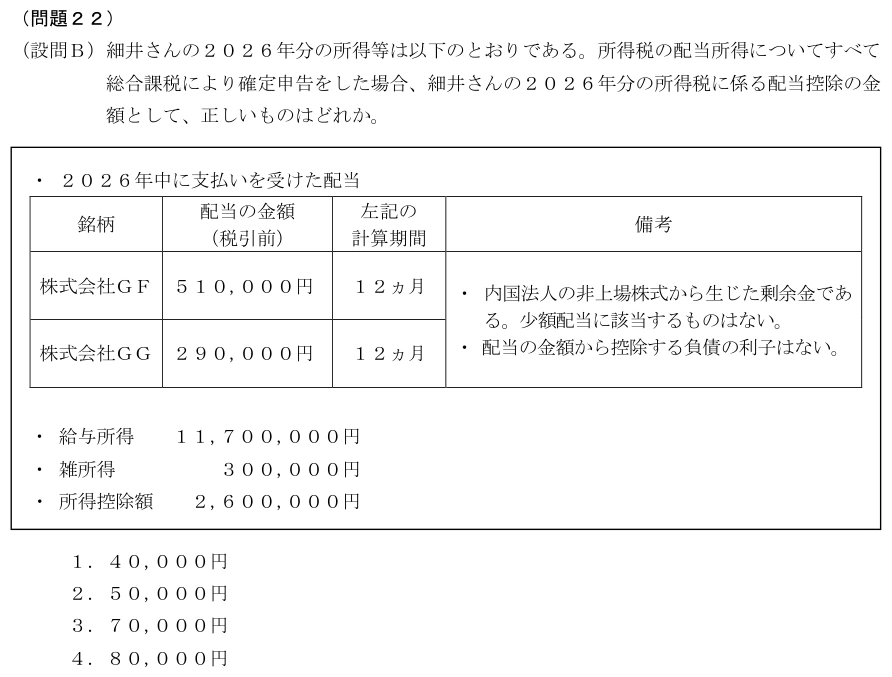 （問題２２）
（設問Ｂ）細井さんの２０２６年分の所得等は以下のとおりである。所得税の配当所得についてすべて
総合課税により確定申告をした場合、細井さんの２０２６年分の所得税に係る配当控除の金
額として、正しいものはどれか。
・ ２０２６年中に支払いを受けた配当
銘柄 配当の金額（税引前） 左記の計算期間 備考
株式会社ＧＦ ５１０,０００円 １２ヵ月
株式会社ＧＧ ２９０,０００円 １２ヵ月
・ 内国法人の非上場株式から生じた剰余金であ
る。少額配当に該当するものはない。
・ 配当の金額から控除する負債の利子はない。
・ 給与所得 １１,７００,０００円
・ 雑所得 ３００,０００円
・ 所得控除額 ２,６００,０００円
１．４０,０００円
２．５０,０００円
３．７０,０００円
４．８０,０００円